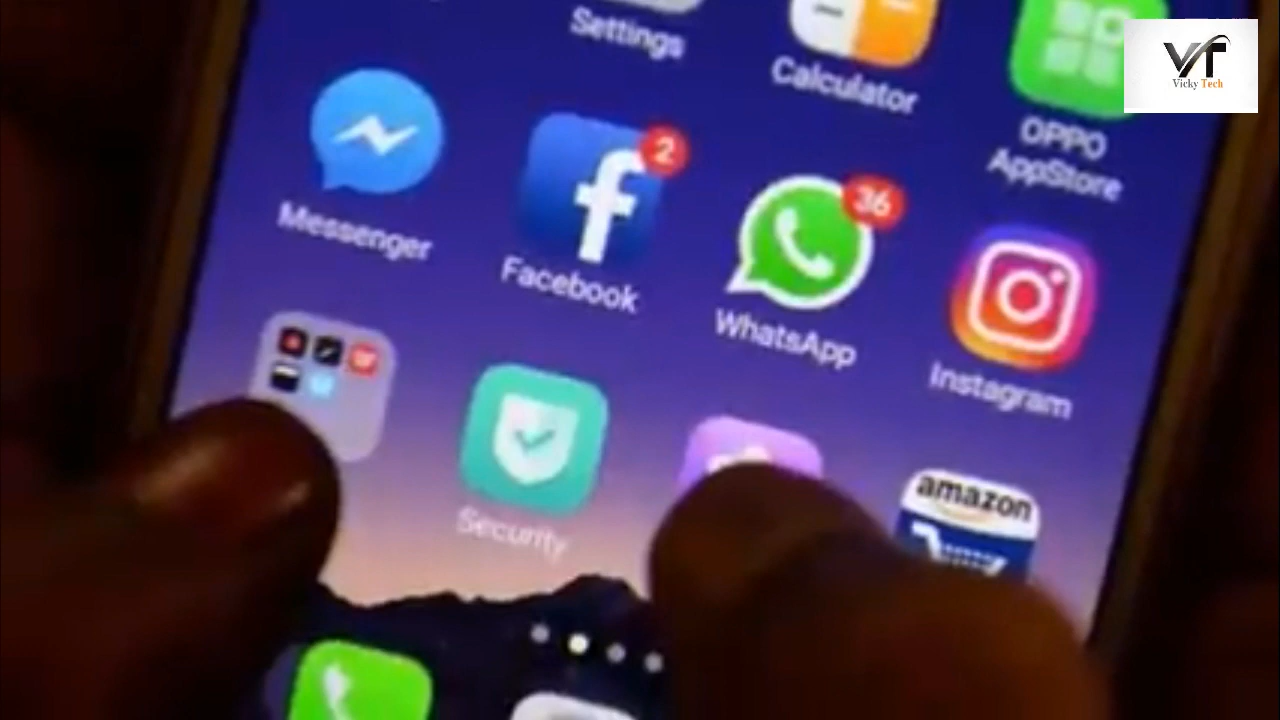 Settings
Calculator
OPPO
AppStore
VT
Vicky Tech
Messenger
Facebook
2
WhatsApp
36
Instagram
Security
amazon